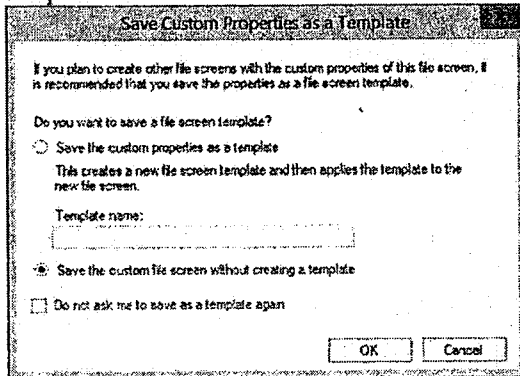 Save Custom Properties as a Template
If you plan to create other file screens with the custom properties of this file screen, it
is recommended that you save the properties as a file screen template.
Do you want to save a file screen template?
Save the custom properties as a template
This creates a new file screen template and then applies the template to the
new file screen.
Template name:
Save the custom file screen without creating a template
Do not ask me to save as a template again
OK
Cancel